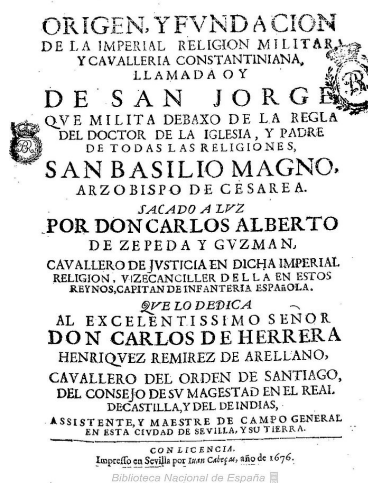 ORIGEN, Y FVNDACION
DE LA IMPERIAL RELIGION MILITAR,
Y CAVALLERIA CONSTANTINIANA,
LLAMADA OY
DE SAN JORGE
QVE MILITA DEBAXO DE LA REGLA
DEL DOCTOR DE LA IGLESIA, Y PADRE
DE TODAS LAS RELIGIONES,
SAN BASILIO MAGNO,
ARZOBISPO DE CESAREA.
SACADO A LVZ
POR DON CARLOS ALBERTO
DE ZEPEDA Y GVZMAN,
CAVALLERO DE JVSTICIA EN DICHA IMPERIAL
RELIGION, VIZECANCILLER DELLA EN ESTOS
REYNOS, CAPITAN DE INFANTERIA ESPAñOLA.
QVE LO DEDICA
AL EXCELENTISSIMO SEÑOR
DON CARLOS DE HERRERA
HENRIQVEZ REMIREZ DE ARELLANO,
CAVALLERO DEL ORDEN DE SANTIAGO,
DEL CONSEJO DE SV MAGESTAD EN EL REAL
DE CASTILLA, Y DEL DE INDIAS,
ASSISTENTE, Y MAESTRE DE CAMPO GENERAL
EN ESTA CIVDAD DE SEVILLA, Y SV TIERRA.
CON LICENCIA.
Impresso en Sevilla por Iuan Cabeças, año de 1676.
Biblioteca Nacional de España